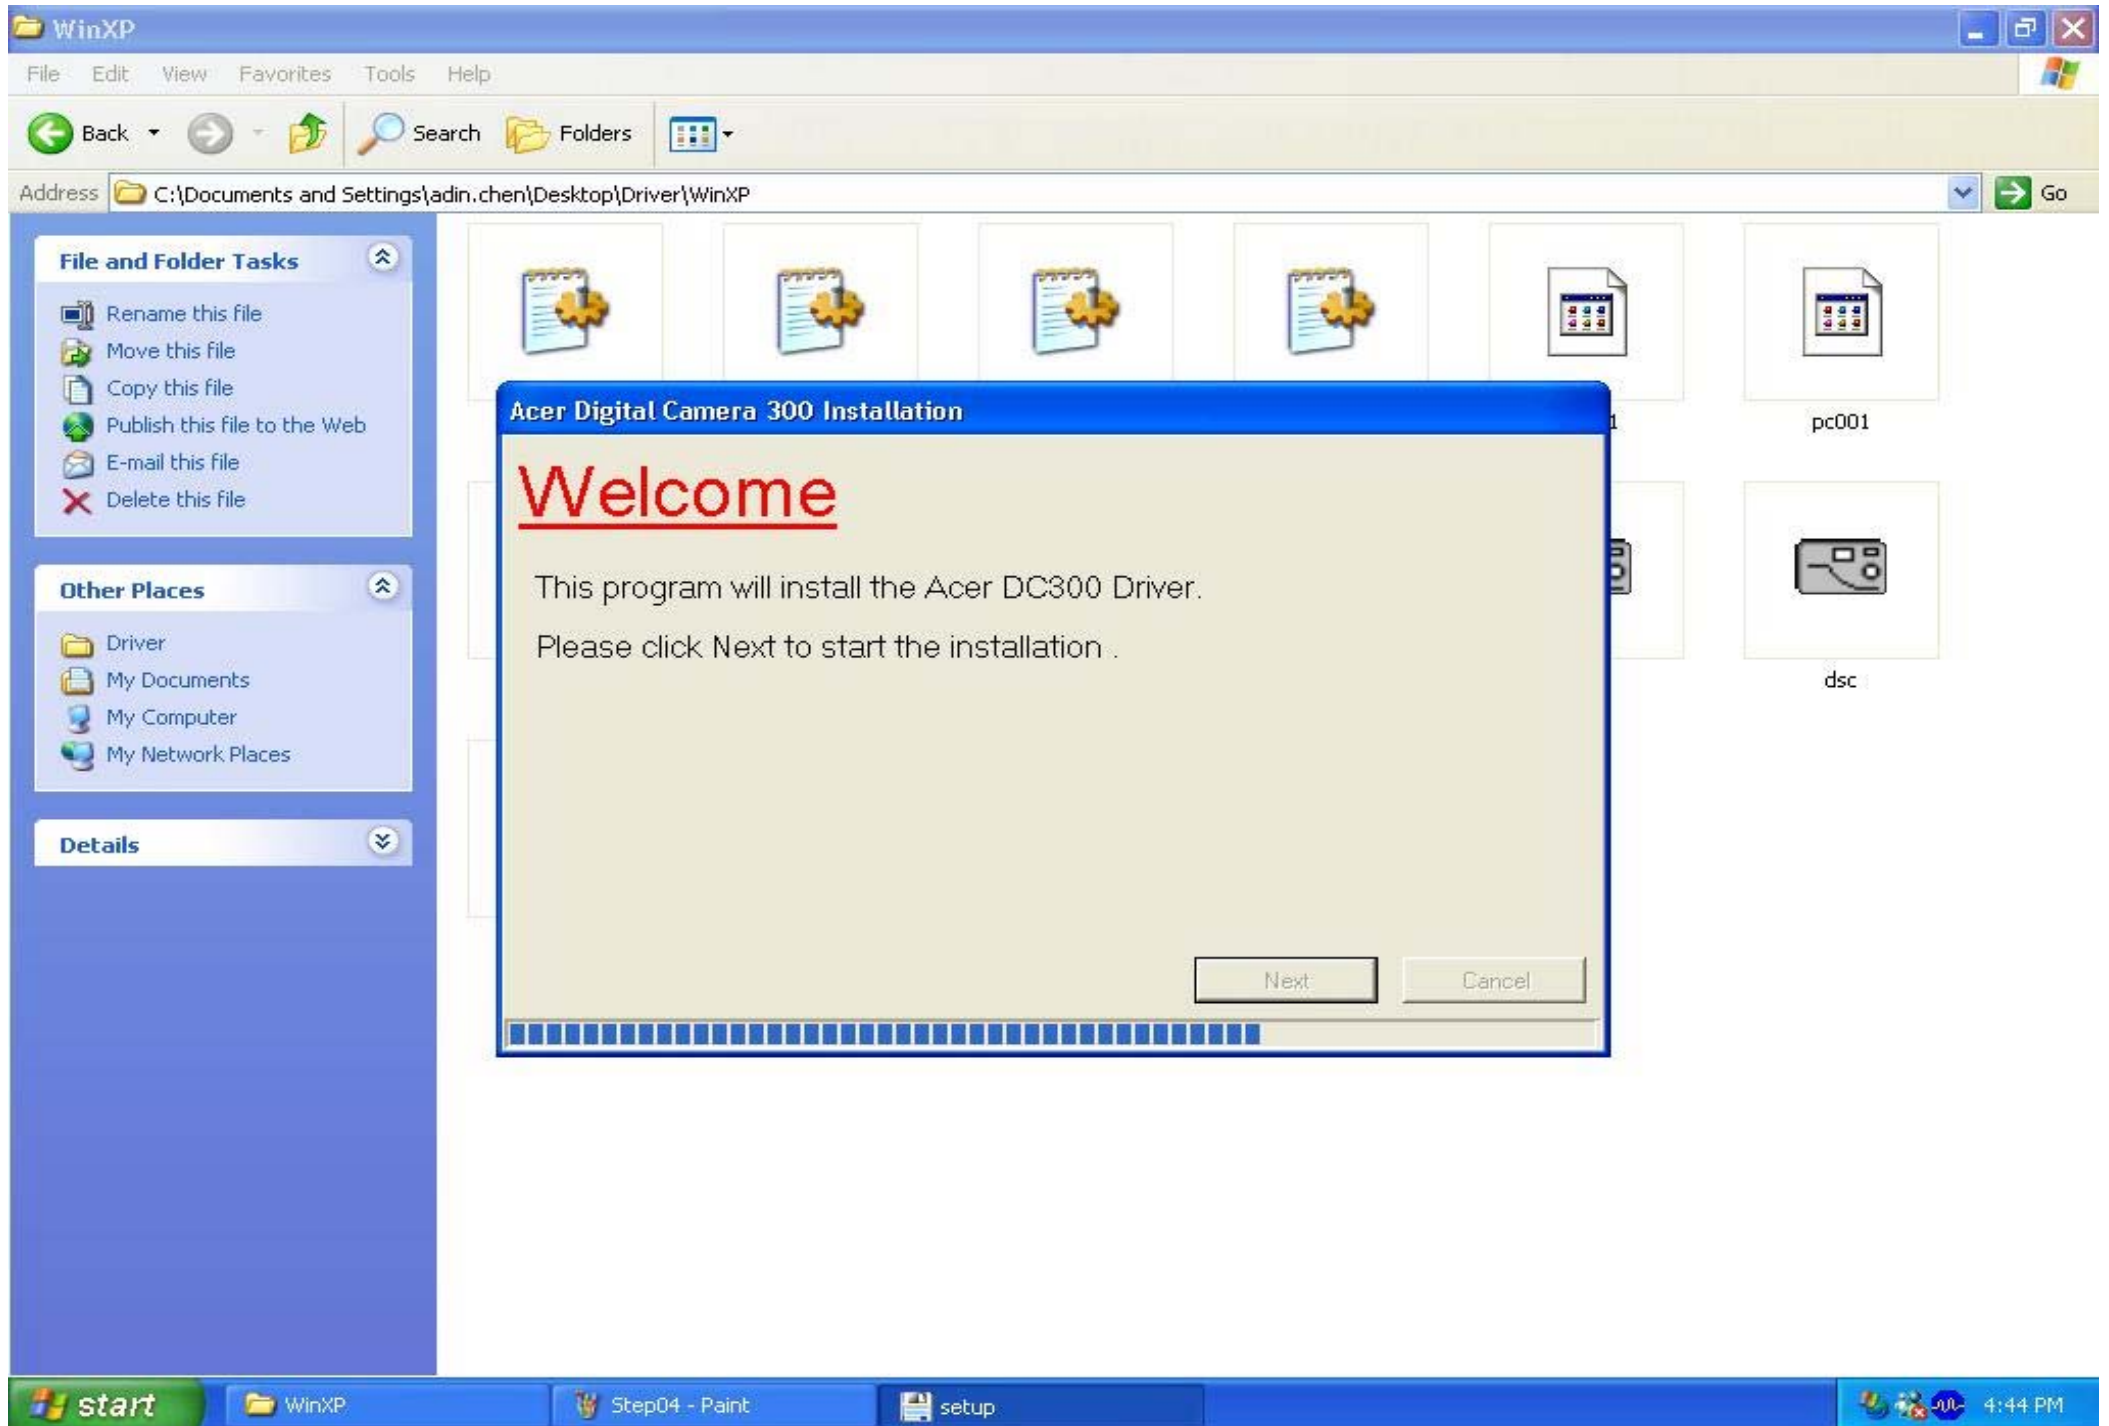 WinXP
File Edit View Favorites Tools Help
Back Search Folders
Address C:\Documents and Settings\adin.chen\Desktop\Driver\WinXP Go
File and Folder Tasks
Rename this file
Move this file
Copy this file
Publish this file to the Web
E-mail this file
Delete this file
Other Places
Driver
My Documents
My Computer
My Network Places
Details
1
pc001
dsc
Acer Digital Camera 300 Installation
Welcome
This program will install the Acer DC300 Driver.
Please click Next to start the installation .
Next Cancel
start WinXP Step04 - Paint setup 4:44 PM